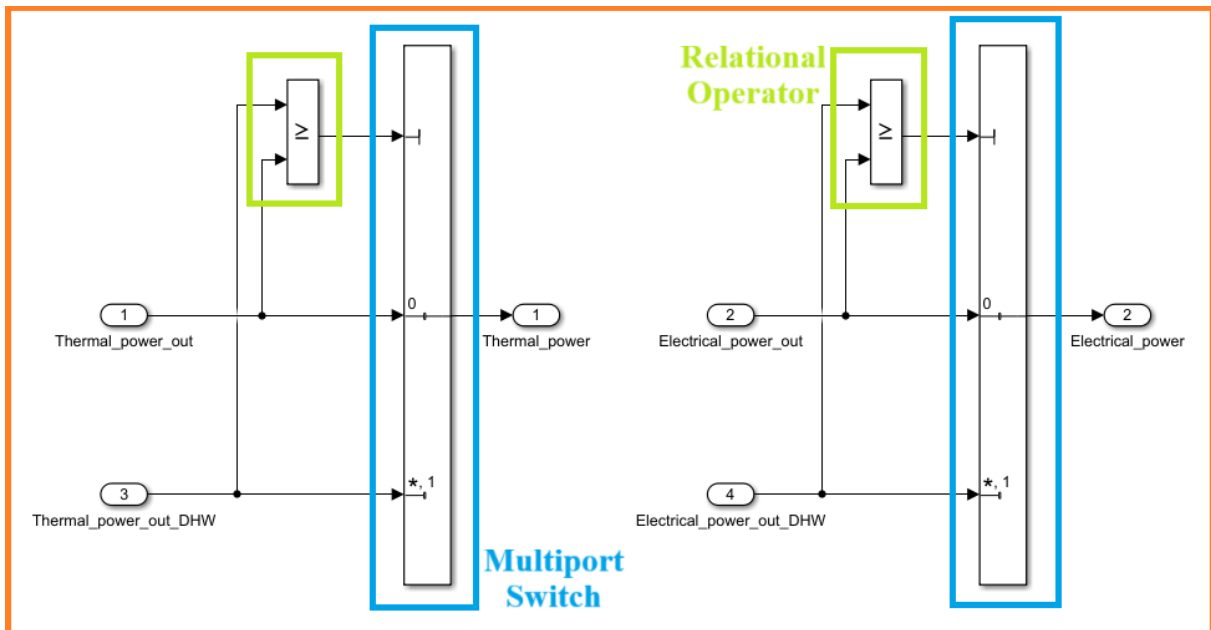 Relational
Operator
≥
≥
0
0
1
Thermal_power_out
1
Thermal_power
2
Electrical_power_out
2
Electrical_power
*, 1
*, 1
3
Thermal_power_out_DHW
4
Electrical_power_out_DHW
Multiport
Switch